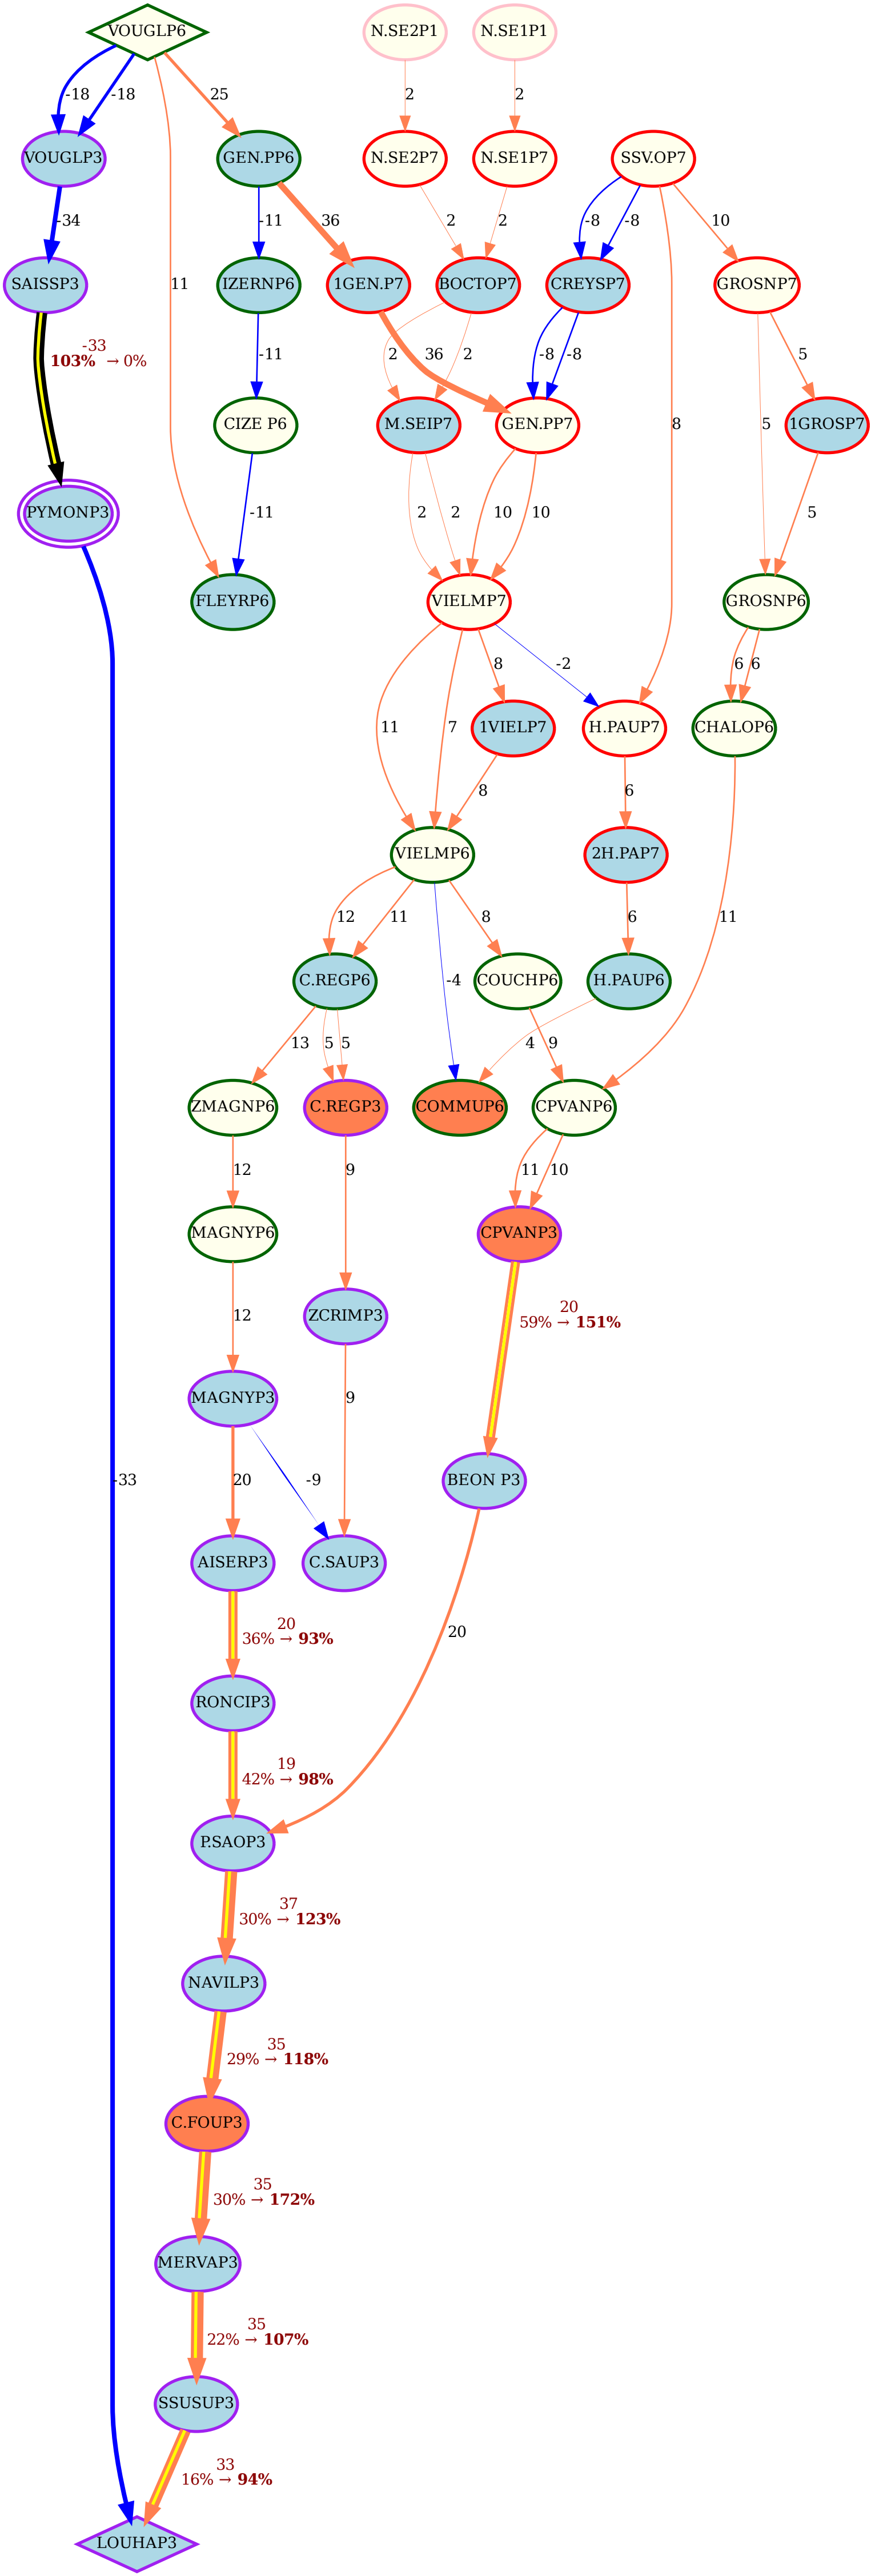 VOUGLP6
N.SE2P1
N.SE1P1
-18
-18
25
2
2
VOUGLP3
GEN.PP6
N.SE2P7
N.SE1P7
SSV.OP7
-34
-11
36
2
2
-8
-8
10
SAISSP3
11
IZERNP6
1GEN.P7
BOCTOP7
CREYSP7
GROSNP7
-33
103% → 0%
-11
2
36
2
-8
-8
5
CIZE P6
M.SEIP7
GEN.PP7
8
5
1GROSP7
PYMONP3
-11
2
2
10
10
5
FLEYRP6
VIELMP7
GROSNP6
8
-2
6
6
11
7
1VIELP7
H.PAUP7
CHALOP6
8
6
VIELMP6
2H.PAP7
12
11
8
6
11
C.REGP6
-4
COUCHP6
H.PAUP6
13
5
5
4
9
ZMAGNP6
C.REGP3
COMMUP6
CPVANP6
12
9
11
10
MAGNYP6
CPVANP3
12
ZCRIMP3
20
59% → 151%
MAGNYP3
9
-33
20
-9
BEON P3
AISERP3
C.SAUP3
20
36% → 93%
20
RONCIP3
19
42% → 98%
P.SAOP3
37
30% → 123%
NAVILP3
35
29% → 118%
C.FOUP3
35
30% → 172%
MERVAP3
35
22% → 107%
SSUSUP3
33
16% → 94%
LOUHAP3